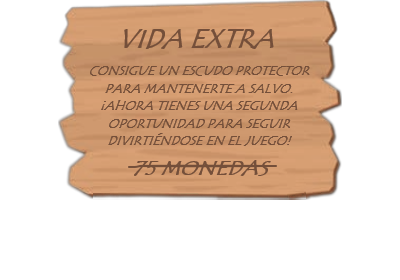 VIDA EXTRA
CONSIGUE UN ESCUDO PROTECTOR
PARA MANTENERTE A SALVO.
¡AHORA TIENES UNA SEGUNDA
OPORTUNIDAD PARA SEGUIR
DIVIRTIÉNDOSE EN EL JUEGO!
75 MONEDAS